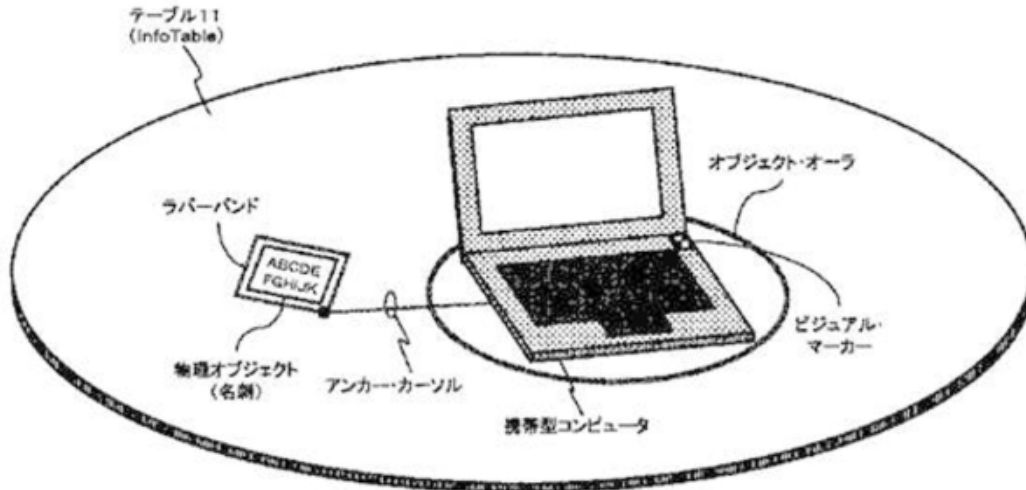 テーブル11
(InfoTable)
オブジェクト・オーラ
ラバーバンド
ABCDE
FGHIJK
ビジュアル・
マーカー
物理オブジェクト
(名刺)
アンカー・カーソル
携帯型コンピュータ